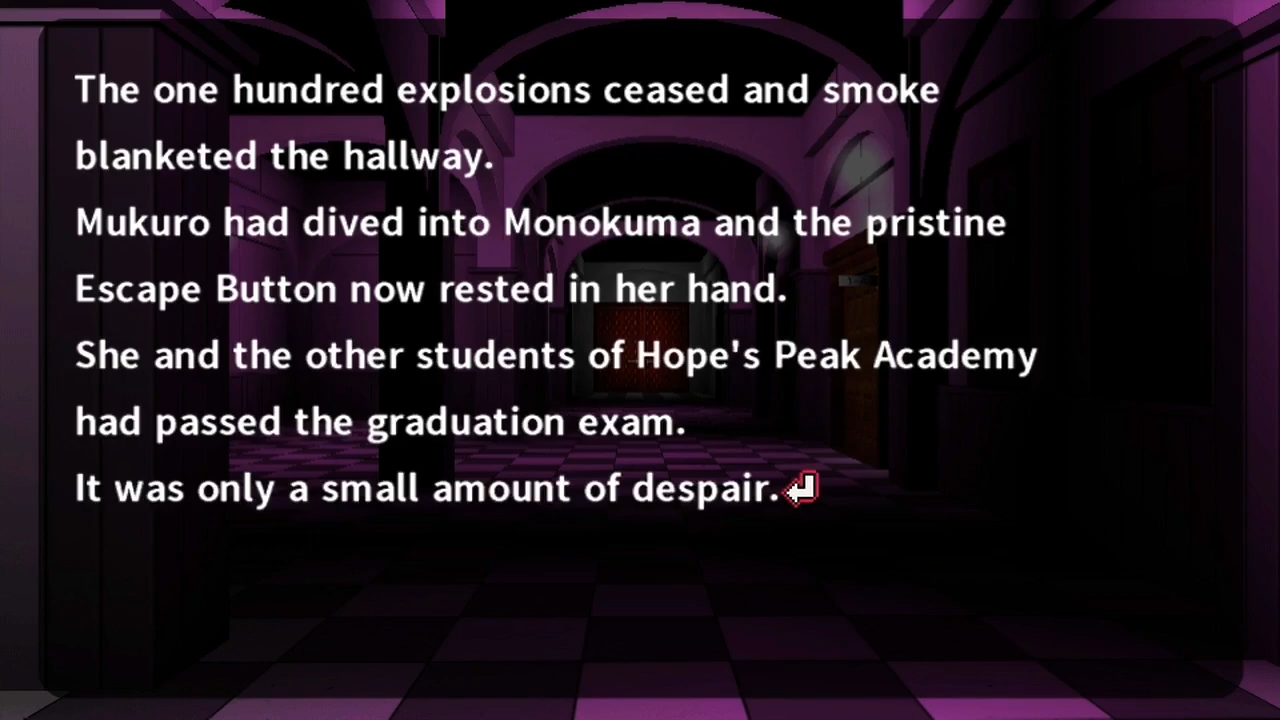 The one hundred explosions ceased and smoke
blanketed the hallway.
Mukuro had dived into Monokuma and the pristine
Escape Button now rested in her hand.
She and the other students of Hope's Peak Academy
had passed the graduation exam.
It was only a small amount of despair.